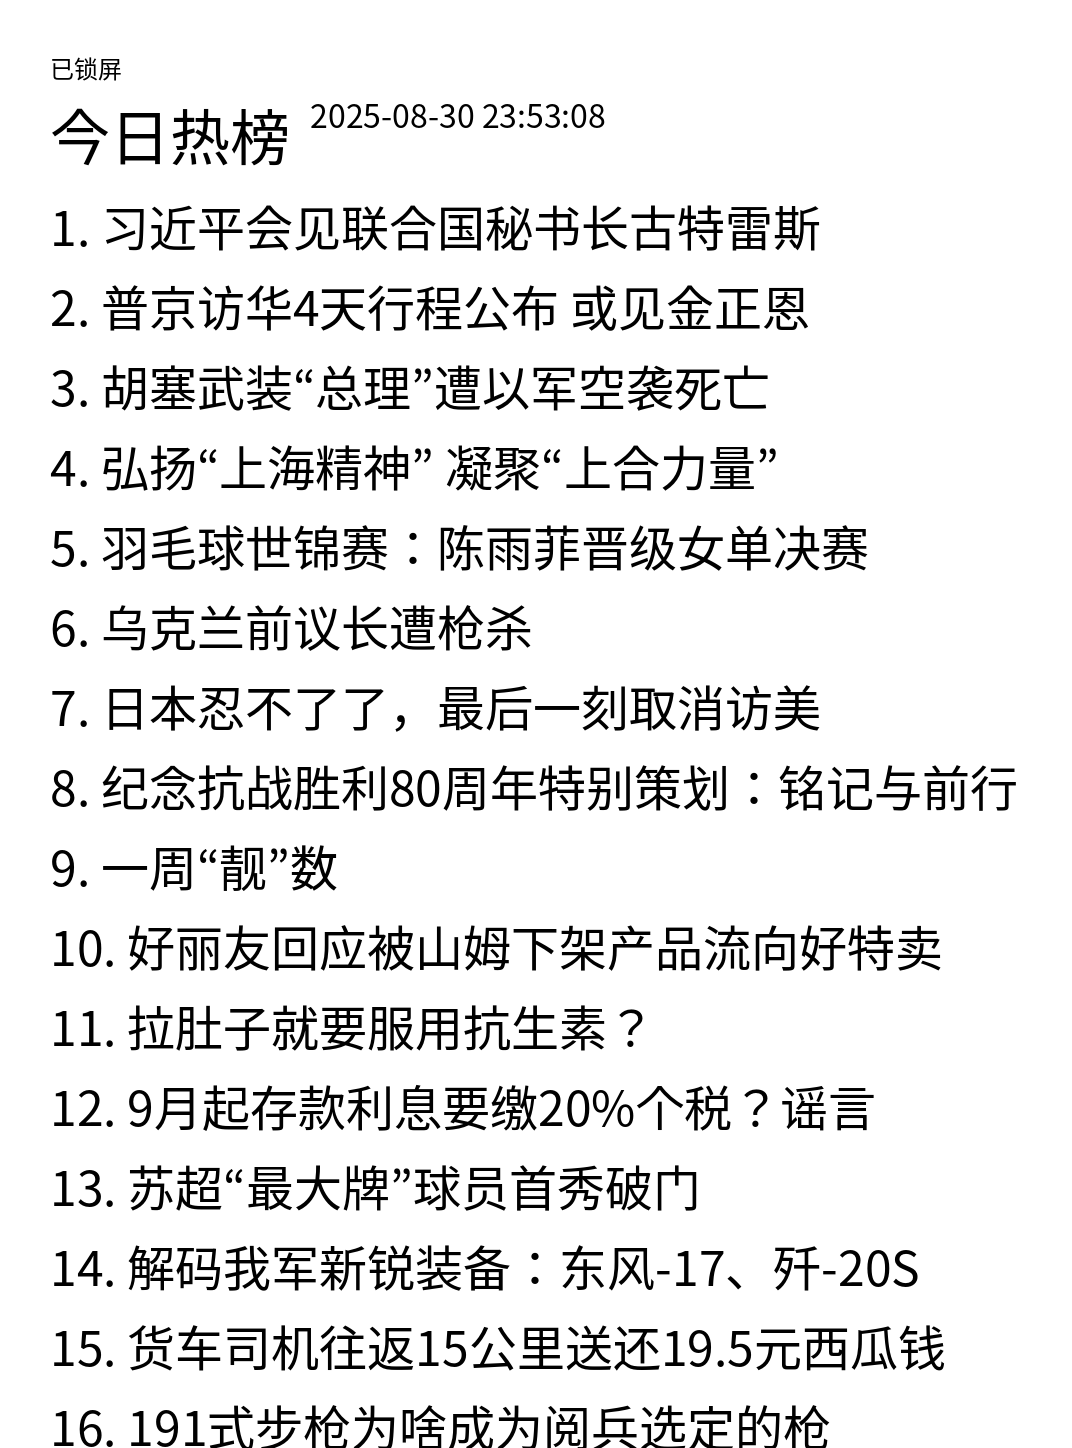 已锁屏
今日热榜 2025-08-30 23:53:08
1. 习近平会见联合国秘书长古特雷斯
2. 普京访华4天行程公布 或见金正恩
3. 胡塞武装“总理”遭以军空袭死亡
4. 弘扬“上海精神” 凝聚“上合力量”
5. 羽毛球世锦赛：陈雨菲晋级女单决赛
6. 乌克兰前议长遭枪杀
7. 日本忍不了了，最后一刻取消访美
8. 纪念抗战胜利80周年特别策划：铭记与前行
9. 一周“靓”数
10. 好丽友回应被山姆下架产品流向好特卖
11. 拉肚子就要服用抗生素？
12. 9月起存款利息要缴20%个税？谣言
13. 苏超“最大牌”球员首秀破门
14. 解码我军新锐装备：东风-17、歼-20S
15. 货车司机往返15公里送还19.5元西瓜钱
16. 191式步枪为啥成为阅兵选定的枪